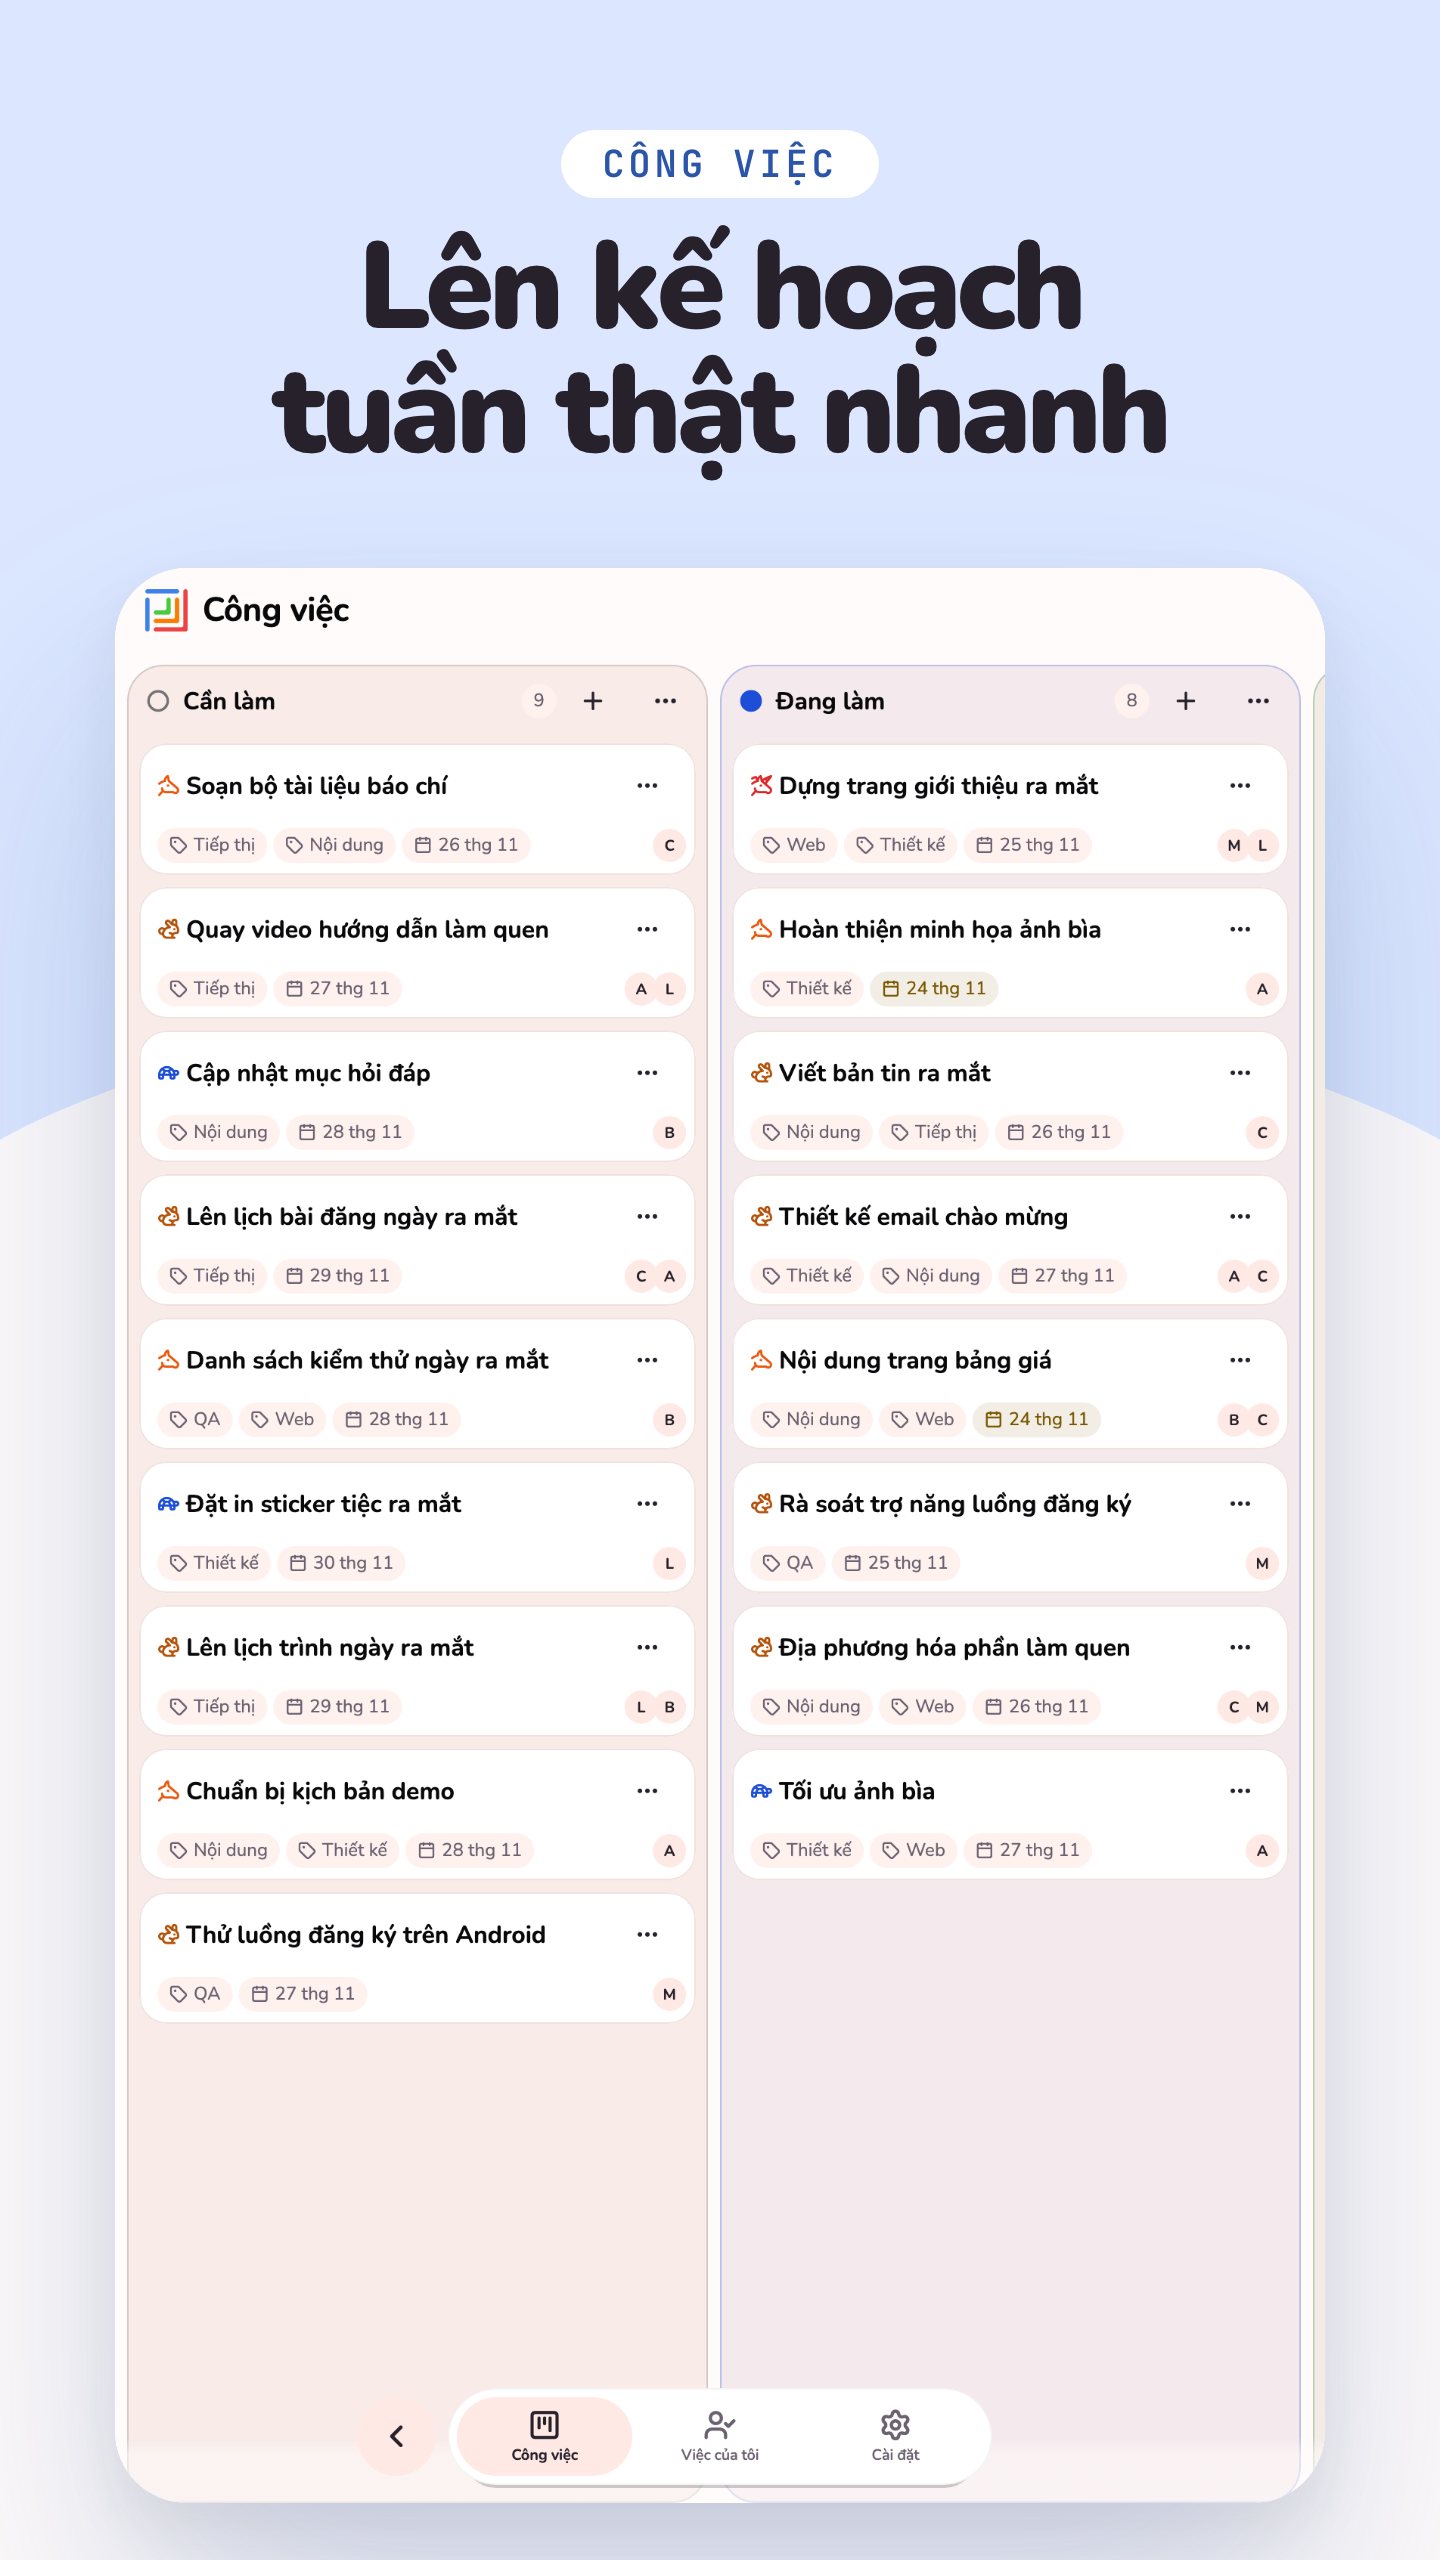 CÔNG VIỆC
Lên kế hoạch
tuần thật nhanh
Công việc
Cần làm
9
Soạn bộ tài liệu báo chí
Tiếp thị Nội dung 26 thg 11 C
Quay video hướng dẫn làm quen
Tiếp thị 27 thg 11 A L
Cập nhật mục hỏi đáp
Nội dung 28 thg 11 B
Lên lịch bài đăng ngày ra mắt
Tiếp thị 29 thg 11 C A
Danh sách kiểm thử ngày ra mắt
QA Web 28 thg 11 B
Đặt in sticker tiệc ra mắt
Thiết kế 30 thg 11 L
Lên lịch trình ngày ra mắt
Tiếp thị 29 thg 11 L B
Chuẩn bị kịch bản demo
Nội dung Thiết kế 28 thg 11 A
Thử luồng đăng ký trên Android
QA 27 thg 11 M
Đang làm
8
Dựng trang giới thiệu ra mắt
Web Thiết kế 25 thg 11 M L
Hoàn thiện minh họa ảnh bìa
Thiết kế 24 thg 11 A
Viết bản tin ra mắt
Nội dung Tiếp thị 26 thg 11 C
Thiết kế email chào mừng
Thiết kế Nội dung 27 thg 11 A C
Nội dung trang bảng giá
Nội dung Web 24 thg 11 B C
Rà soát trợ năng luồng đăng ký
QA 25 thg 11 M
Địa phương hóa phần làm quen
Nội dung Web 26 thg 11 C M
Tối ưu ảnh bìa
Thiết kế Web 27 thg 11 A
Công việc
Việc của tôi
Cài đặt